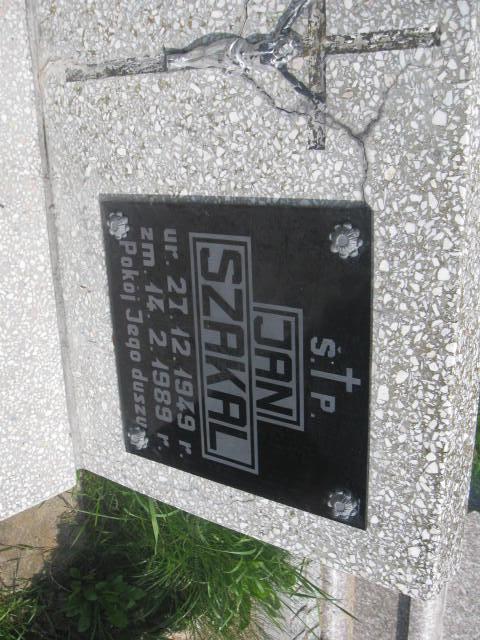 Ś. † P.
JAN
SZAKAL
ur. 27.12.1949 r.
zm. 14. 2.1989 r.
Pokój Jego duszy